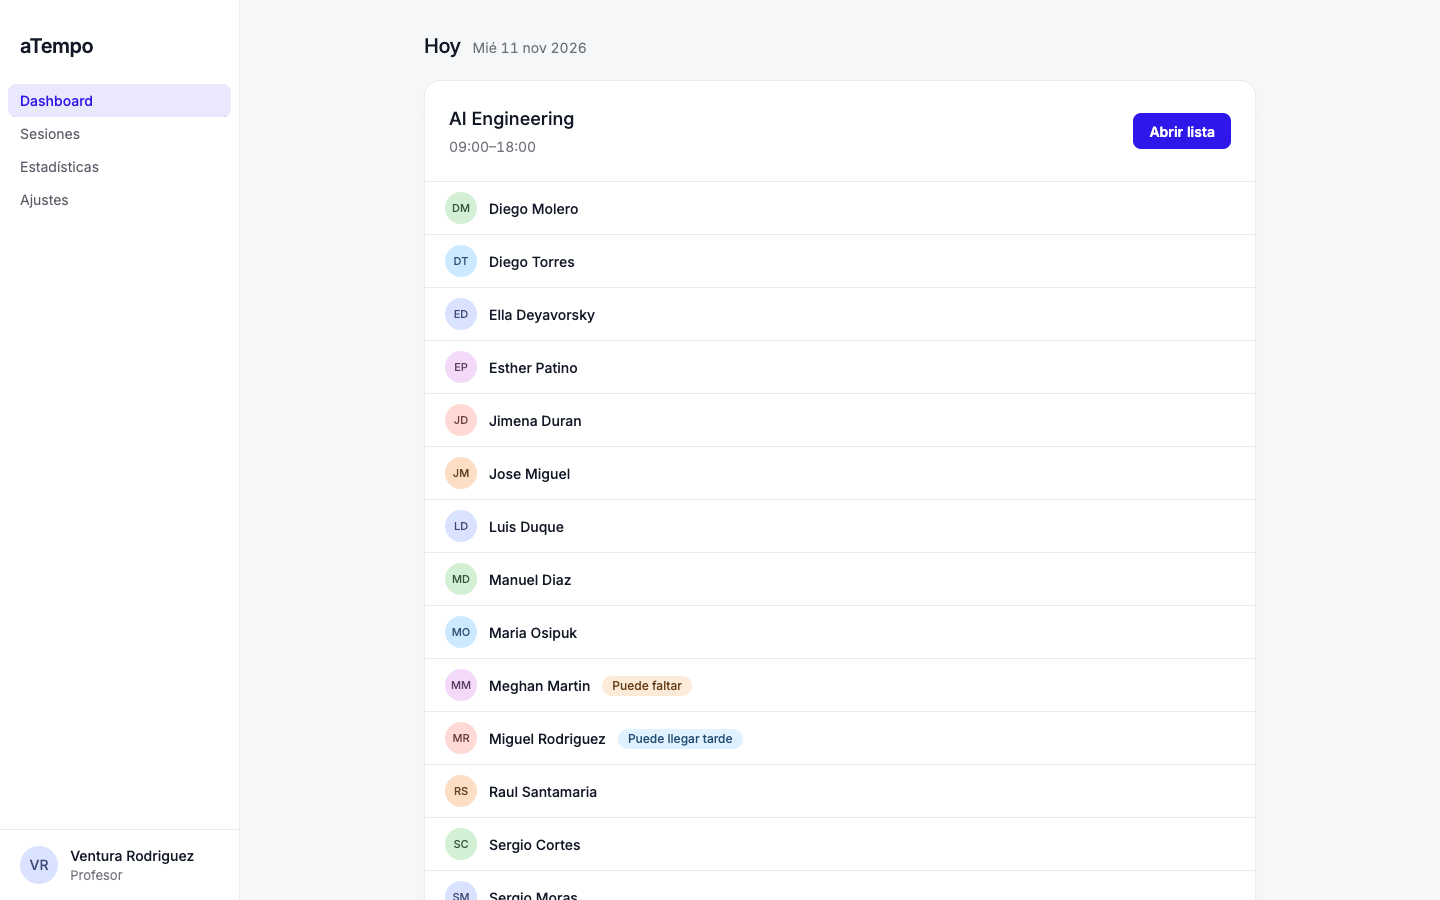 aTempo
Dashboard
Sesiones
Estadísticas
Ajustes
VR
Ventura Rodriguez
Profesor
Hoy Mié 11 nov 2026
AI Engineering
09:00–18:00
Abrir lista
DM Diego Molero
DT Diego Torres
ED Ella Deyavorsky
EP Esther Patino
JD Jimena Duran
JM Jose Miguel
LD Luis Duque
MD Manuel Diaz
MO Maria Osipuk
MM Meghan Martin Puede faltar
MR Miguel Rodriguez Puede llegar tarde
RS Raul Santamaria
SC Sergio Cortes
SM Sergio Moras